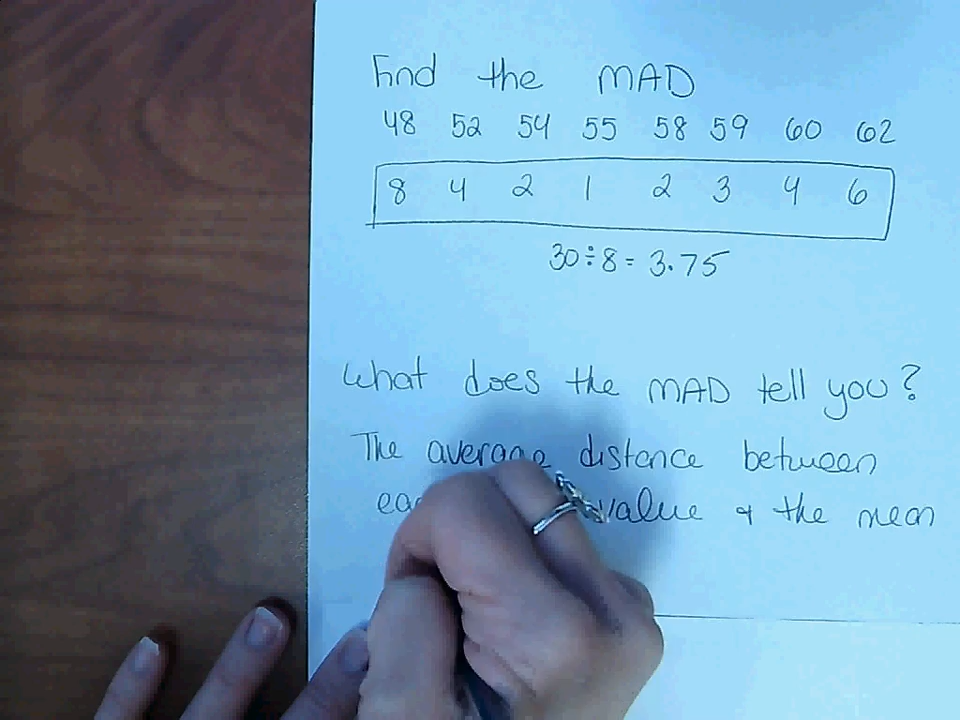 Find the MAD
48 52 54 55 58 59 60 62
8 4 2 1 2 3 4 6
30÷8= 3.75
What does the MAD tell you?
The average distance between
value & the mean